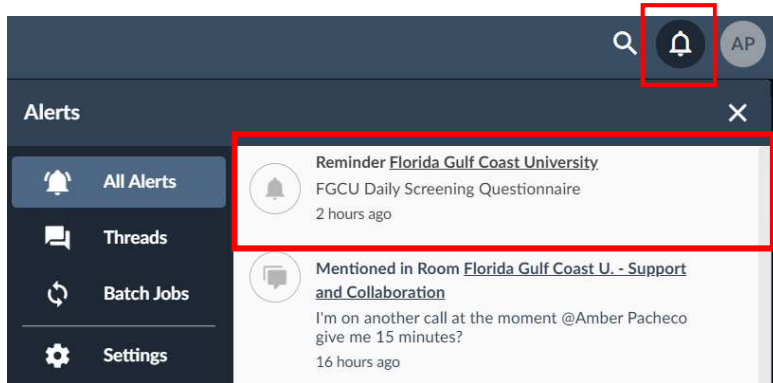 AP
Alerts
All Alerts
Threads
Batch Jobs
Settings
Reminder Florida Gulf Coast University
FGCU Daily Screening Questionnaire
2 hours ago
Mentioned in Room Florida Gulf Coast U. - Support
and Collaboration
I'm on another call at the moment @Amber Pacheco
give me 15 minutes?
16 hours ago